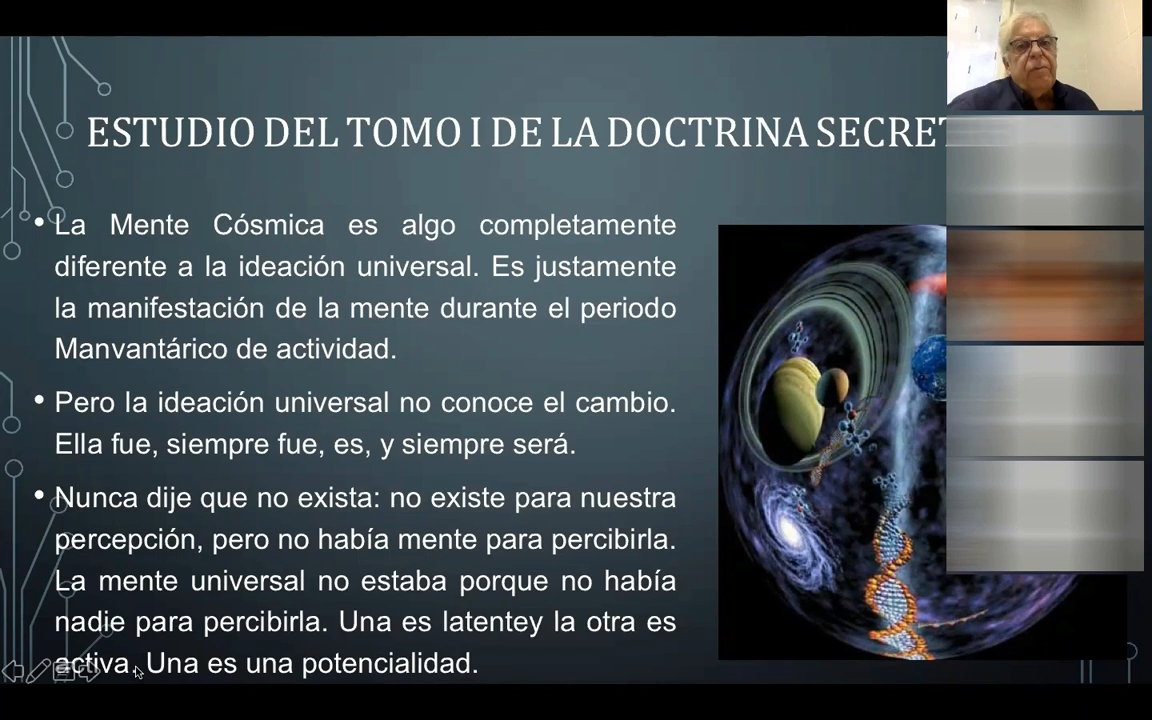 ESTUDIO DEL TOMO I DE LA DOCTRINA
• La Mente Cósmica es algo completamente
diferente a la ideación universal. Es justamente
la manifestación de la mente durante el periodo
Manvantárico de actividad.
• Pero la ideación universal no conoce el cambio.
Ella fue, siempre fue, es, y siempre será.
• Nunca dije que no exista: no existe para nuestra
percepción, pero no había mente para percibirla.
La mente universal no estaba porque no había
nadie para percibirla. Una es latentey la otra es
activa. Una es una potencialidad.